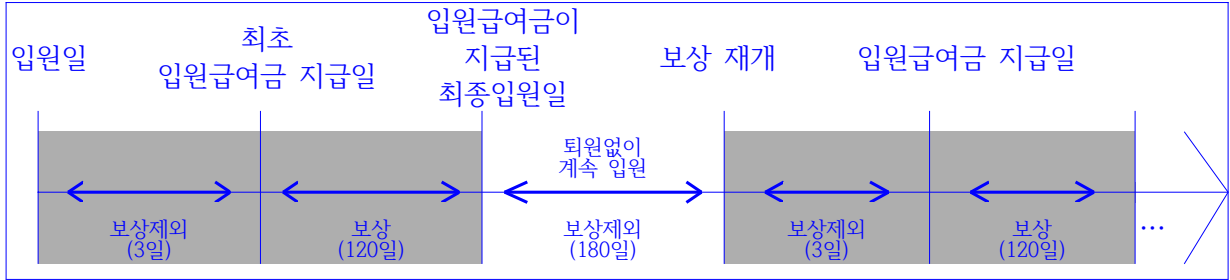 입원일
최초
입원급여금 지급일
입원급여금이
지급된
최종입원일
보상 재개
입원급여금 지급일
퇴원없이
계속 입원
보상제외
(3일)
보상
(120일)
보상제외
(180일)
보상제외
(3일)
보상
(120일)
…